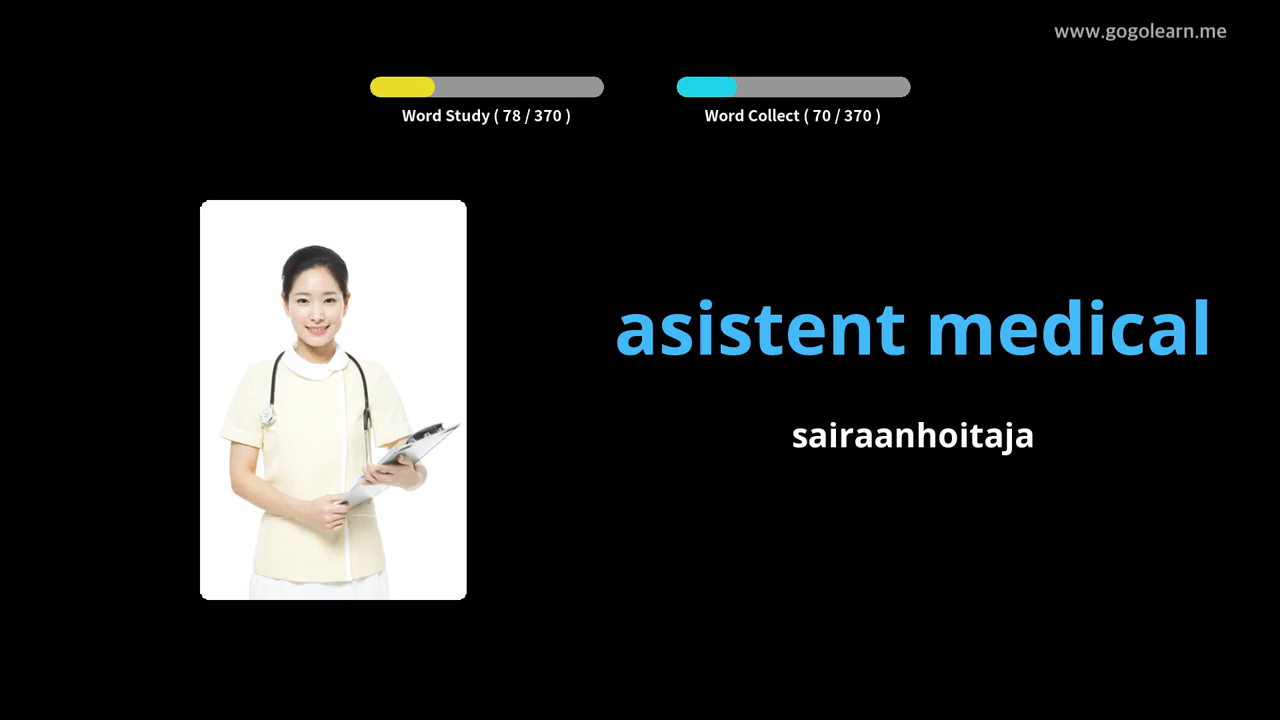 www.gogolearn.me
Word Study ( 78 / 370 )
Word Collect ( 70 / 370 )
asistent medical
sairaanhoitaja